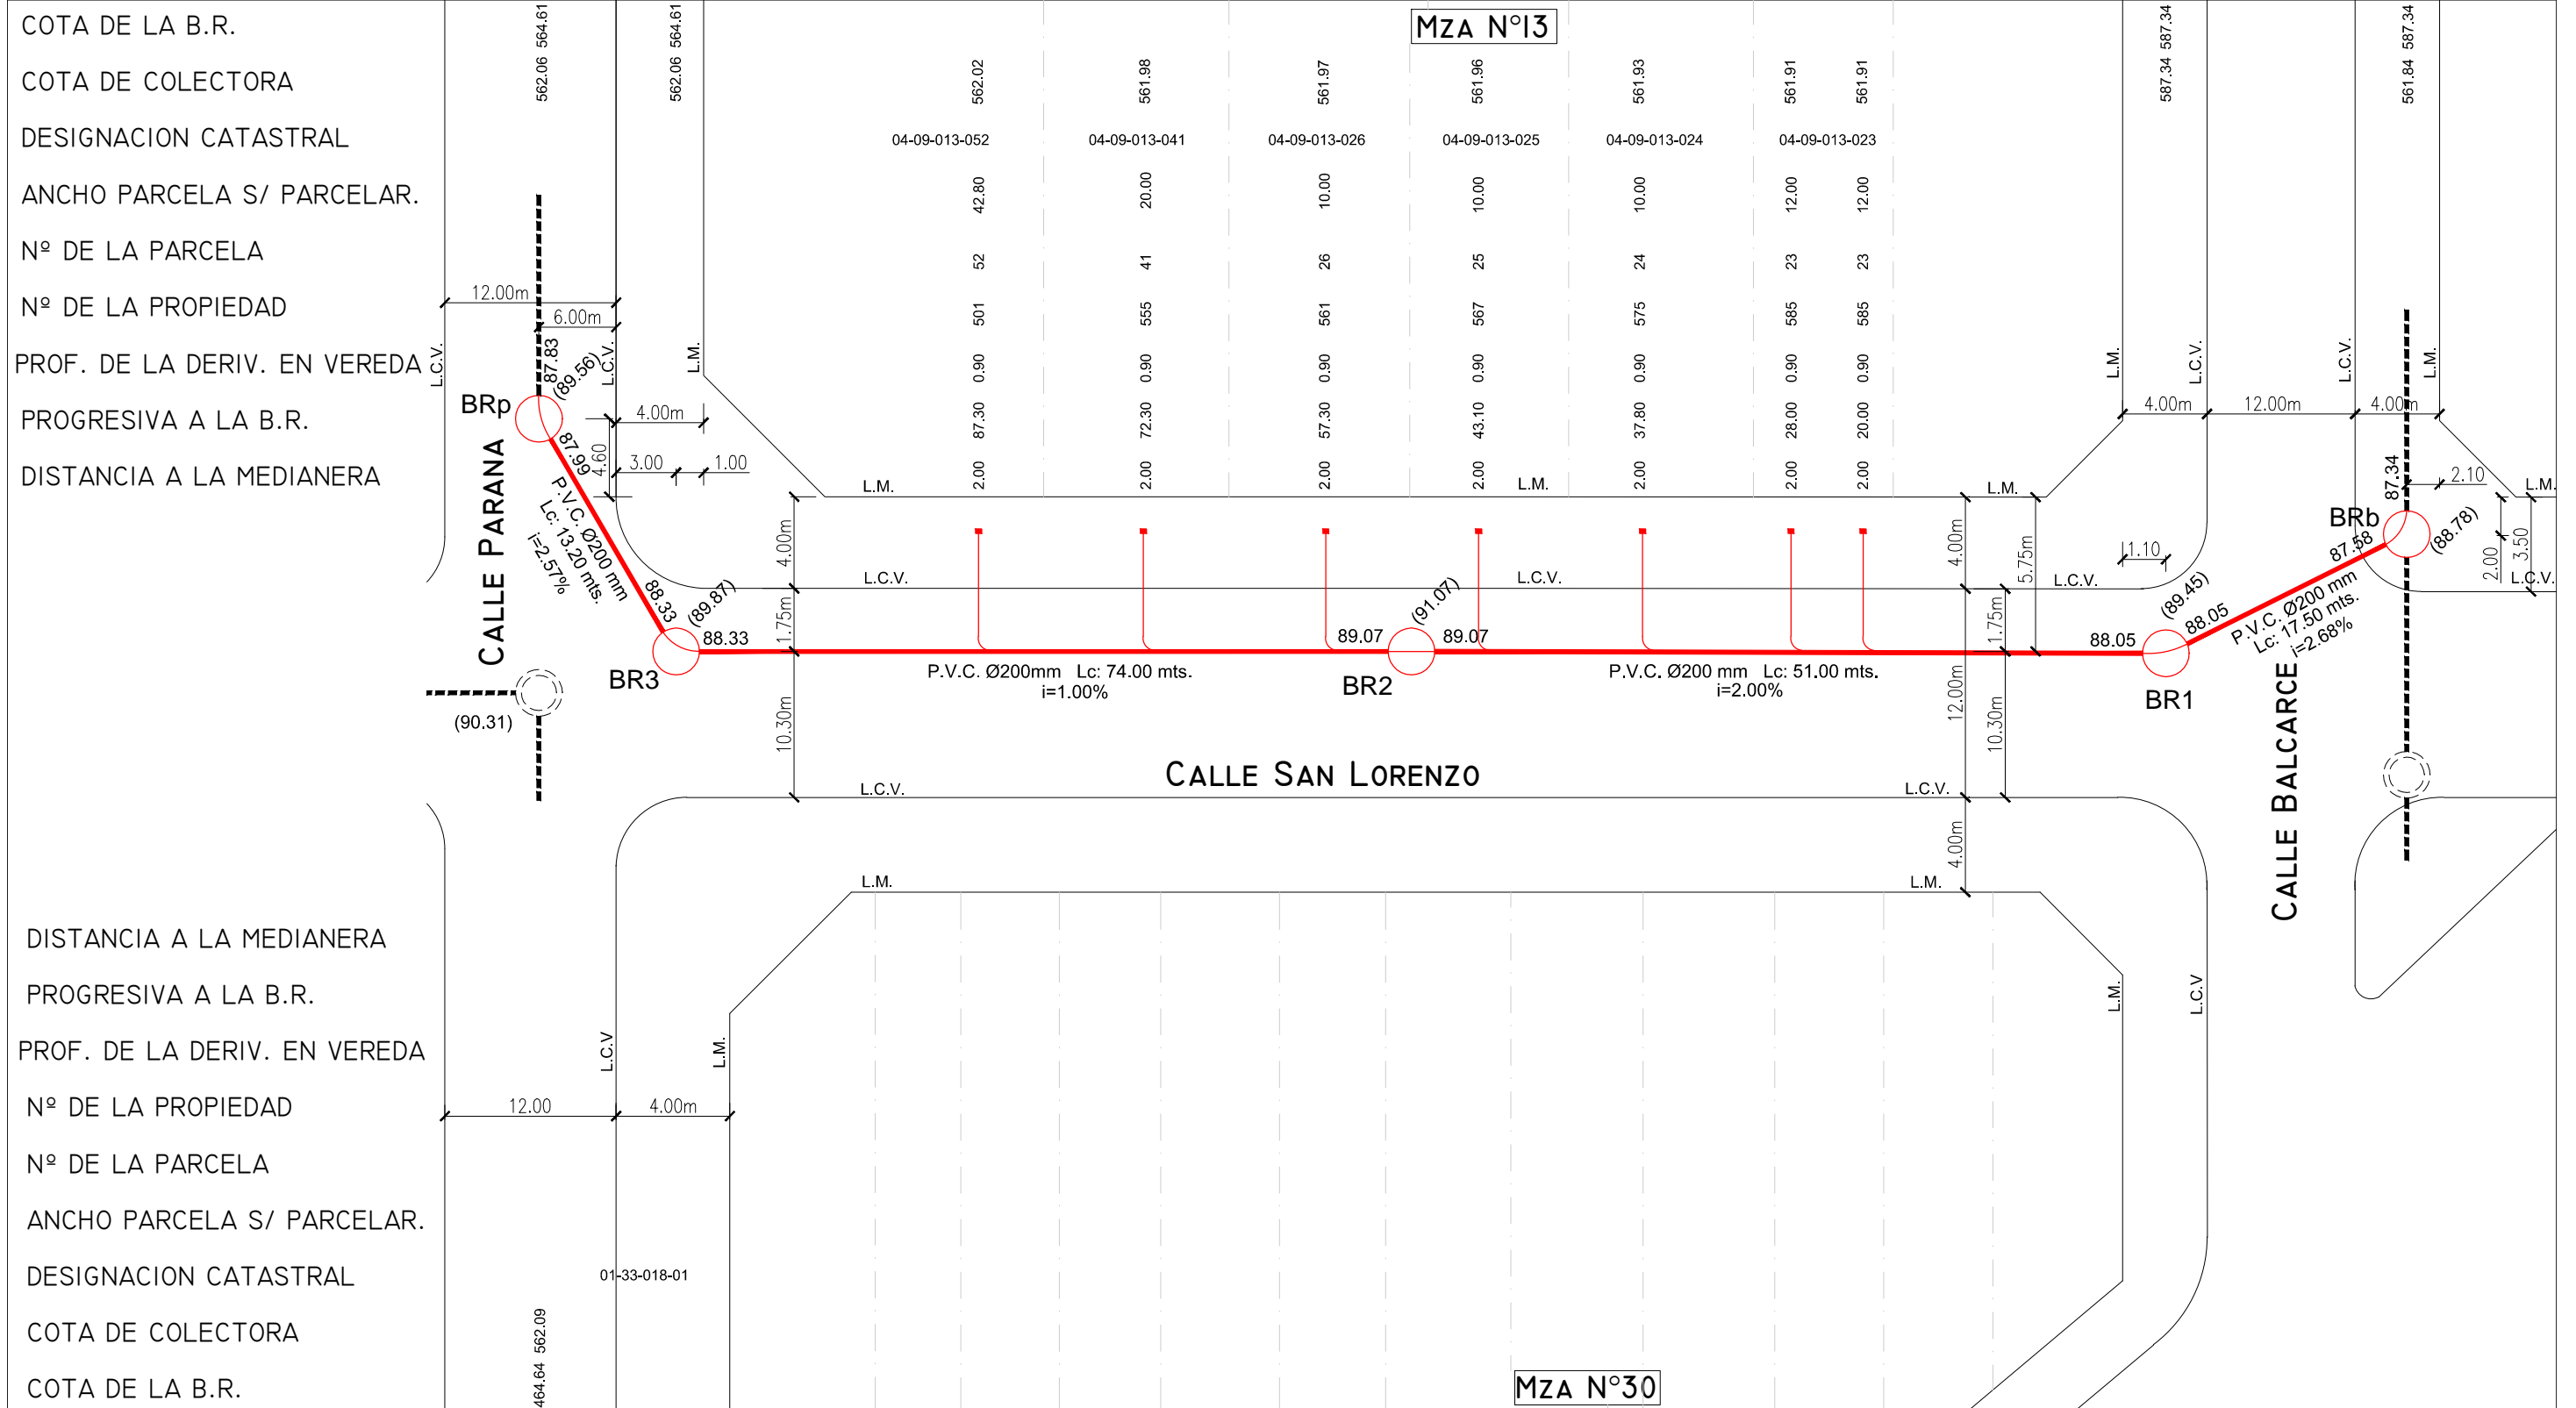 COTA DE LA B.R.
COTA DE COLECTORA
DESIGNACION CATASTRAL
ANCHO PARCELA S/ PARCELAR.
Nº DE LA PARCELA
Nº DE LA PROPIEDAD
PROF. DE LA DERIV. EN VEREDA
PROGRESIVA A LA B.R.
DISTANCIA A LA MEDIANERA
MZA N°13
562.06 564.61
562.06 564.61
587.34 587.34
561.84 587.34
562.02 561.98 561.97 561.96 561.93 561.91 561.91
04-09-013-052 04-09-013-041 04-09-013-026 04-09-013-025 04-09-013-024 04-09-013-023
42.80 20.00 10.00 10.00 10.00 12.00 12.00
52 41 26 25 24 23 23
501 555 561 567 575 585 585
0.90 0.90 0.90 0.90 0.90 0.90 0.90
87.30 72.30 57.30 43.10 37.80 28.00 20.00
2.00 2.00 2.00 2.00 2.00 2.00 2.00
12.00m
6.00m
L.C.V.
87.83
(89.56)
L.C.V.
L.M.
BRp
4.00m
4.60
3.00
1.00
87.99
P.V.C. Ø200 mm
Lc: 13.20 mts.
i=2.57%
88.33
(89.87)
88.33
BR3
CALLE PARANA
(90.31)
L.M.
L.M.
L.M.
4.00m
L.C.V.
L.C.V.
L.C.V.
1.75m
10.30m
P.V.C. Ø200mm Lc: 74.00 mts.
i=1.00%
89.07
(91.07)
89.07
BR2
P.V.C. Ø200 mm Lc: 51.00 mts.
i=2.00%
4.00m
5.75m
1.75m
12.00m
10.30m
4.00m
88.05
BR1
(89.45)
88.05
P.V.C. Ø200 mm
Lc: 17.50 mts.
i=2.68%
87.58
BRb
87.34
(88.78)
L.M.
L.C.V.
L.C.V.
L.M.
4.00m
12.00m
4.00m
2.10
1.10
2.00
3.50
L.M.
L.C.V.
CALLE BALCARCE
CALLE SAN LORENZO
L.C.V.
L.C.V.
L.M.
L.M.
L.C.V
L.M.
L.M.
L.C.V
12.00
4.00m
DISTANCIA A LA MEDIANERA
PROGRESIVA A LA B.R.
PROF. DE LA DERIV. EN VEREDA
Nº DE LA PROPIEDAD
Nº DE LA PARCELA
ANCHO PARCELA S/ PARCELAR.
DESIGNACION CATASTRAL
01-33-018-01
COTA DE COLECTORA
COTA DE LA B.R.
464.64 562.09
MZA N°30